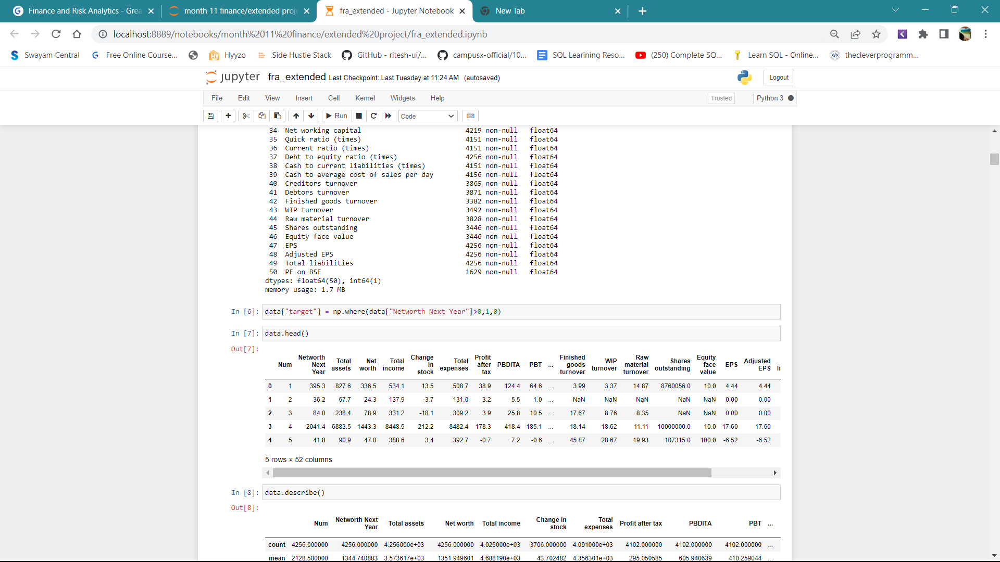 Finance and Risk Analytics - Grea
month 11 finance/extended proje
fra_extended - Jupyter Notebook
New Tab
localhost:8889/notebooks/month%2011%20finance/extended%20project/fra_extended.ipynb
Swayam Central Free Online Course... Hyyzo Side Hustle Stack GitHub - ritesh-ui/... campusx-official/10... SQL Learining Reso... (250) Complete SQ... Learn SQL - Online... thecleverprogramm...
jupyter fra_extended Last Checkpoint: Last Tuesday at 11:24 AM (autosaved) Logout
File Edit View Insert Cell Kernel Widgets Help Trusted Python 3
Run Code
34 Net working capital 4219 non-null float64
35 Quick ratio (times) 4151 non-null float64
36 Current ratio (times) 4151 non-null float64
37 Debt to equity ratio (times) 4256 non-null float64
38 Cash to current liabilities (times) 4151 non-null float64
39 Cash to average cost of sales per day 4156 non-null float64
40 Creditors turnover 3865 non-null float64
41 Debtors turnover 3871 non-null float64
42 Finished goods turnover 3382 non-null float64
43 WIP turnover 3492 non-null float64
44 Raw material turnover 3828 non-null float64
45 Shares outstanding 3446 non-null float64
46 Equity face value 3446 non-null float64
47 EPS 4256 non-null float64
48 Adjusted EPS 4256 non-null float64
49 Total liabilities 4256 non-null float64
50 PE on BSE 1629 non-null float64
dtypes: float64(50), int64(1)
memory usage: 1.7 MB
In [6]: data["target"] = np.where(data["Networth Next Year"]>0,1,0)
In [7]: data.head()
Out[7]:
Num Networth Next Year Total assets Net worth Total income Change in stock Total expenses Profit after tax PBDITA PBT ... Finished goods turnover WIP turnover Raw material turnover Shares outstanding Equity face value EPS Adjusted EPS li
0 1 395.3 827.6 336.5 534.1 13.5 508.7 38.9 124.4 64.6 ... 3.99 3.37 14.87 8760056.0 10.0 4.44 4.44
1 2 36.2 67.7 24.3 137.9 -3.7 131.0 3.2 5.5 1.0 ... NaN NaN NaN NaN NaN 0.00 0.00
2 3 84.0 238.4 78.9 331.2 -18.1 309.2 3.9 25.8 10.5 ... 17.67 8.76 8.35 NaN NaN 0.00 0.00
3 4 2041.4 6883.5 1443.3 8448.5 212.2 8482.4 178.3 418.4 185.1 ... 18.14 18.62 11.11 10000000.0 10.0 17.60 17.60
4 5 41.8 90.9 47.0 388.6 3.4 392.7 -0.7 7.2 -0.6 ... 45.87 28.67 19.93 107315.0 100.0 -6.52 -6.52
5 rows × 52 columns
In [8]: data.describe()
Out[8]:
Num Networth Next Year Total assets Net worth Total income Change in stock Total expenses Profit after tax PBDITA PBT ...
count 4256.000000 4256.000000 4.256000e+03 4256.000000 4.025000e+03 3706.000000 4.091000e+03 4102.000000 4102.000000 4102.000000 ...
mean 2128.500000 1344.740883 3.573617e+03 1351.949601 4.688190e+03 43.702482 4.356301e+03 295.050585 605.940639 410.259044 ...